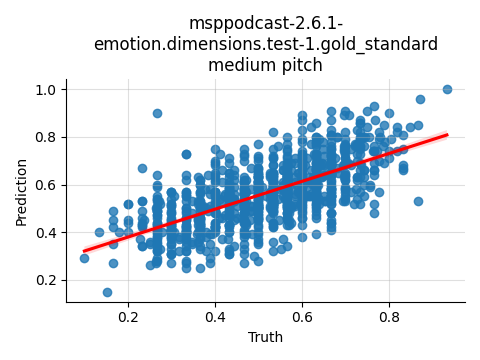 msppodcast-2.6.1-
emotion.dimensions.test-1.gold_standard
medium pitch
1.0
0.8
0.6
0.4
0.2
Prediction
0.2 0.4 0.6 0.8
Truth